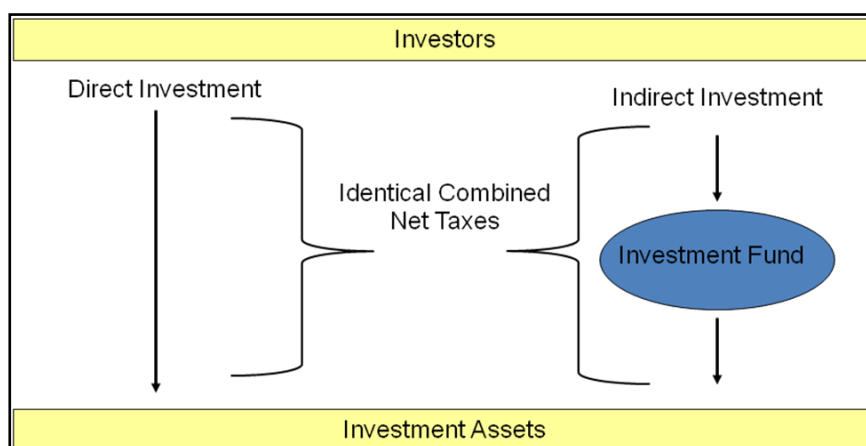 Investors
Direct Investment
Indirect Investment
Identical Combined
Net Taxes
Investment Fund
Investment Assets